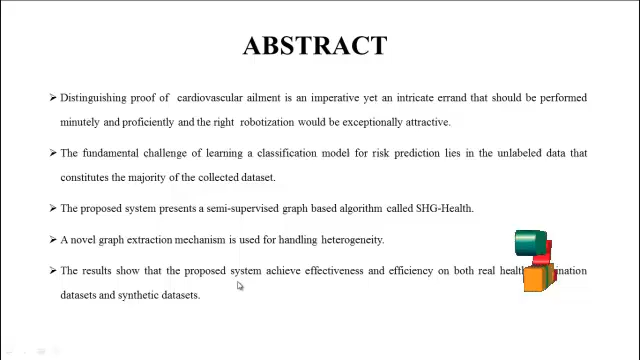 ABSTRACT
➢ Distinguishing proof of cardiovascular ailment is an imperative yet an intricate errand that should be performed
minutely and proficiently and the right robotization would be exceptionally attractive.
➢ The fundamental challenge of learning a classification model for risk prediction lies in the unlabeled data that
constitutes the majority of the collected dataset.
➢ The proposed system presents a semi-supervised graph based algorithm called SHG-Health.
➢ A novel graph extraction mechanism is used for handling heterogeneity.
➢ The results show that the proposed system achieve effectiveness and efficiency on both real
datasets and synthetic datasets.